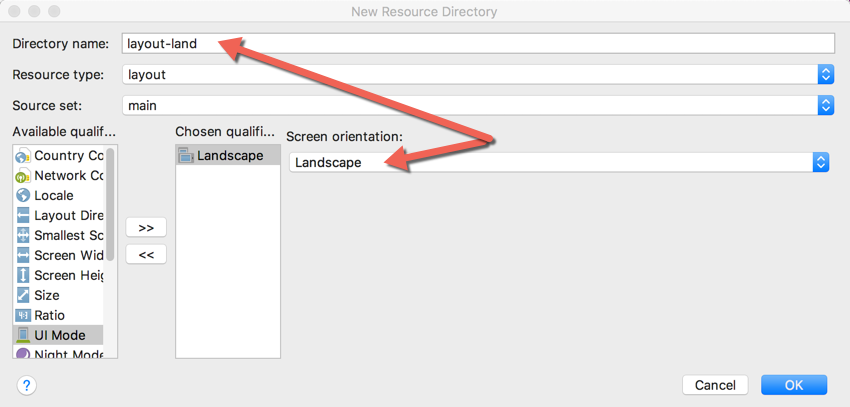 New Resource Directory
Directory name: layout-land
Resource type: layout
Source set: main
Available qualif... Chosen qualifi... Screen orientation:
Country Co Landscape Landscape
Network Co
Locale
Layout Dire
Smallest Sc >>
Screen Wid <<
Screen Heig
Size
Ratio
UI Mode
Night Mode
? Cancel OK